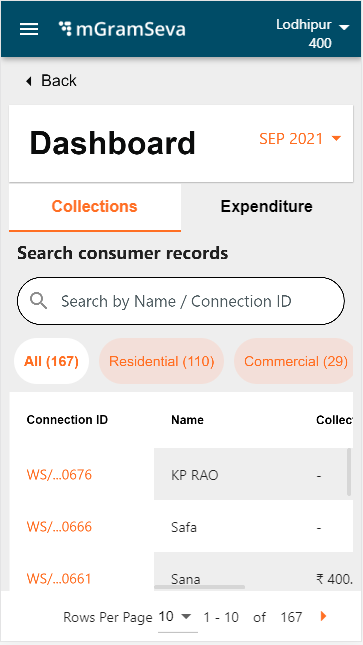 mGramSeva
Lodhipur
400
Back
Dashboard
SEP 2021
Collections Expenditure
Search consumer records
Search by Name / Connection ID
All (167) Residential (110) Commercial (29)
Connection ID Name Collec
WS/...0676 KP RAO -
WS/...0666 Safa -
WS/...0661 Sana ₹ 400.
Rows Per Page 10 1 - 10 of 167